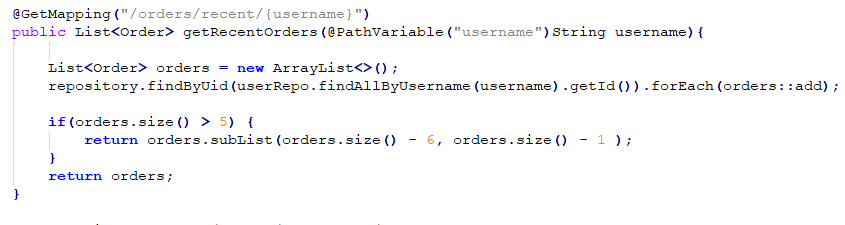 @GetMapping("/orders/recent/{username}")
public List<Order> getRecentOrders(@PathVariable("username")String username){
List<Order> orders = new ArrayList<>();
repository.findByUid(userRepo.findAllByUsername(username).getId()).forEach(orders::add);
if(orders.size() > 5) {
return orders.subList(orders.size() - 6, orders.size() - 1 );
}
return orders;
}